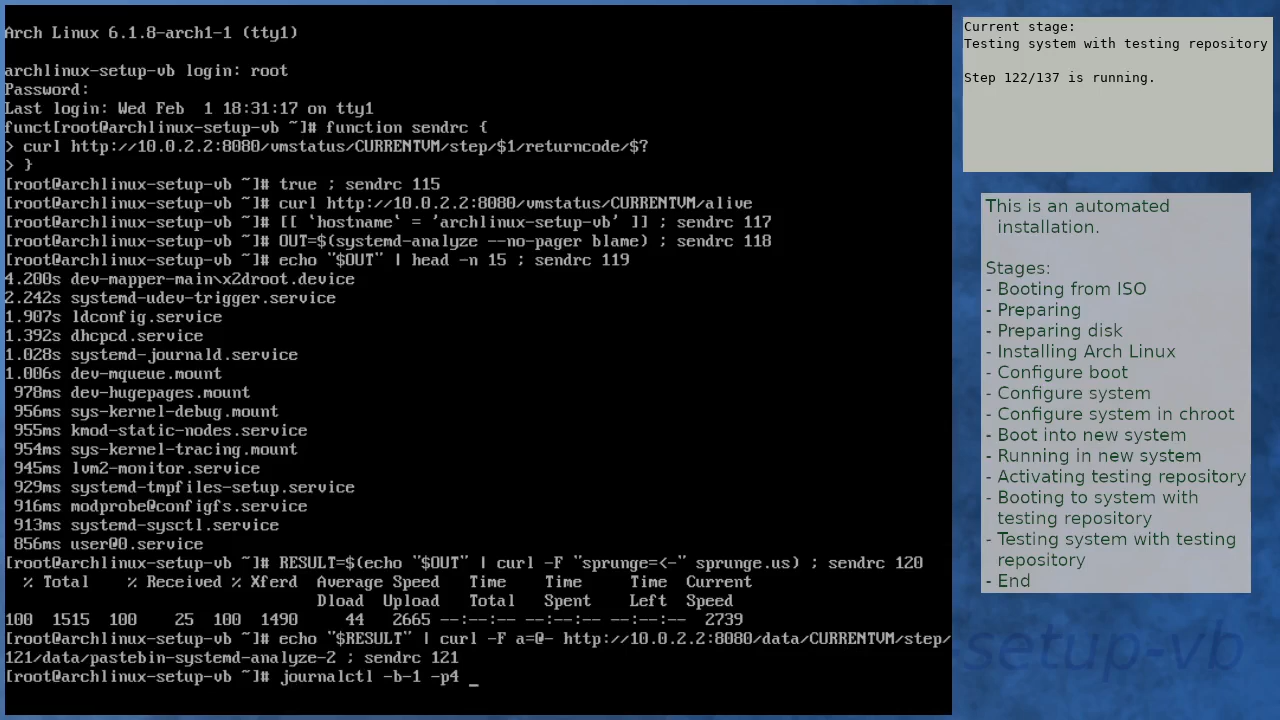 Arch Linux 6.1.8-arch1-1 (tty1)
archlinux-setup-vb login: root
Password:
Last login: Wed Feb  1 18:31:17 on tty1
funct[root@archlinux-setup-vb ~]# function sendrc {
> curl http://10.0.2.2:8080/vmstatus/CURRENTVM/step/$1/returncode/$?
> }
[root@archlinux-setup-vb ~]# true ; sendrc 115
[root@archlinux-setup-vb ~]# curl http://10.0.2.2:8080/vmstatus/CURRENTVM/alive
[root@archlinux-setup-vb ~]# [[ `hostname` = 'archlinux-setup-vb' ]] ; sendrc 117
[root@archlinux-setup-vb ~]# OUT=$(systemd-analyze --no-pager blame) ; sendrc 118
[root@archlinux-setup-vb ~]# echo "$OUT" | head -n 15 ; sendrc 119
4.200s dev-mapper-main\x2droot.device
2.242s systemd-udev-trigger.service
1.907s ldconfig.service
1.392s dhcpcd.service
1.028s systemd-journald.service
1.006s dev-mqueue.mount
 978ms dev-hugepages.mount
 956ms sys-kernel-debug.mount
 955ms kmod-static-nodes.service
 954ms sys-kernel-tracing.mount
 945ms lvm2-monitor.service
 929ms systemd-tmpfiles-setup.service
 916ms modprobe@configfs.service
 913ms systemd-sysctl.service
 856ms user@0.service
[root@archlinux-setup-vb ~]# RESULT=$(echo "$OUT" | curl -F "sprunge=<-" sprunge.us) ; sendrc 120
  % Total    % Received % Xferd  Average Speed   Time    Time     Time  Current
                                 Dload  Upload   Total   Spent    Left  Speed
100  1515  100    25  100  1490     44   2665 --:--:-- --:--:-- --:--:--  2739
[root@archlinux-setup-vb ~]# echo "$RESULT" | curl -F a=@- http://10.0.2.2:8080/data/CURRENTVM/step/
121/data/pastebin-systemd-analyze-2 ; sendrc 121
[root@archlinux-setup-vb ~]# journalctl -b-1 -p4 _
Current stage:
Testing system with testing repository
Step 122/137 is running.
This is an automated
installation.
Stages:
- Booting from ISO
- Preparing
- Preparing disk
- Installing Arch Linux
- Configure boot
- Configure system
- Configure system in chroot
- Boot into new system
- Running in new system
- Activating testing repository
- Booting to system with
testing repository
- Testing system with testing
repository
- End
setup-vb